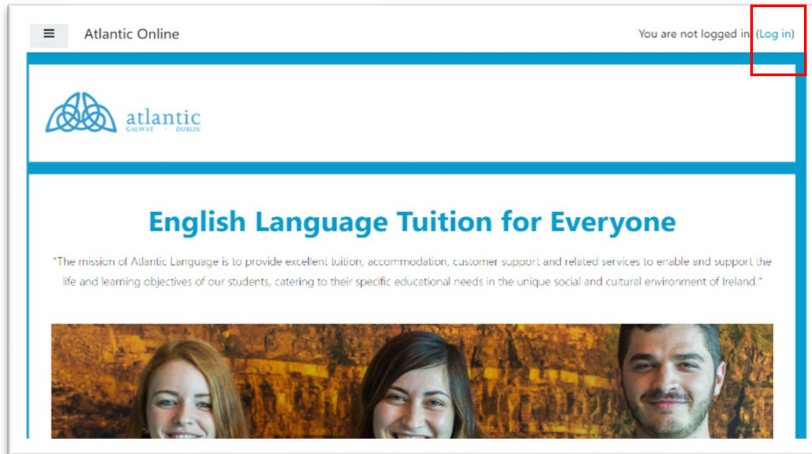 Atlantic Online
You are not logged in. (Log in)
atlantic
GALWAY · DUBLIN
English Language Tuition for Everyone
"The mission of Atlantic Language is to provide excellent tuition, accommodation, customer support and related services to enable and support the
life and learning objectives of our students, catering to their specific educational needs in the unique social and cultural environment of Ireland."